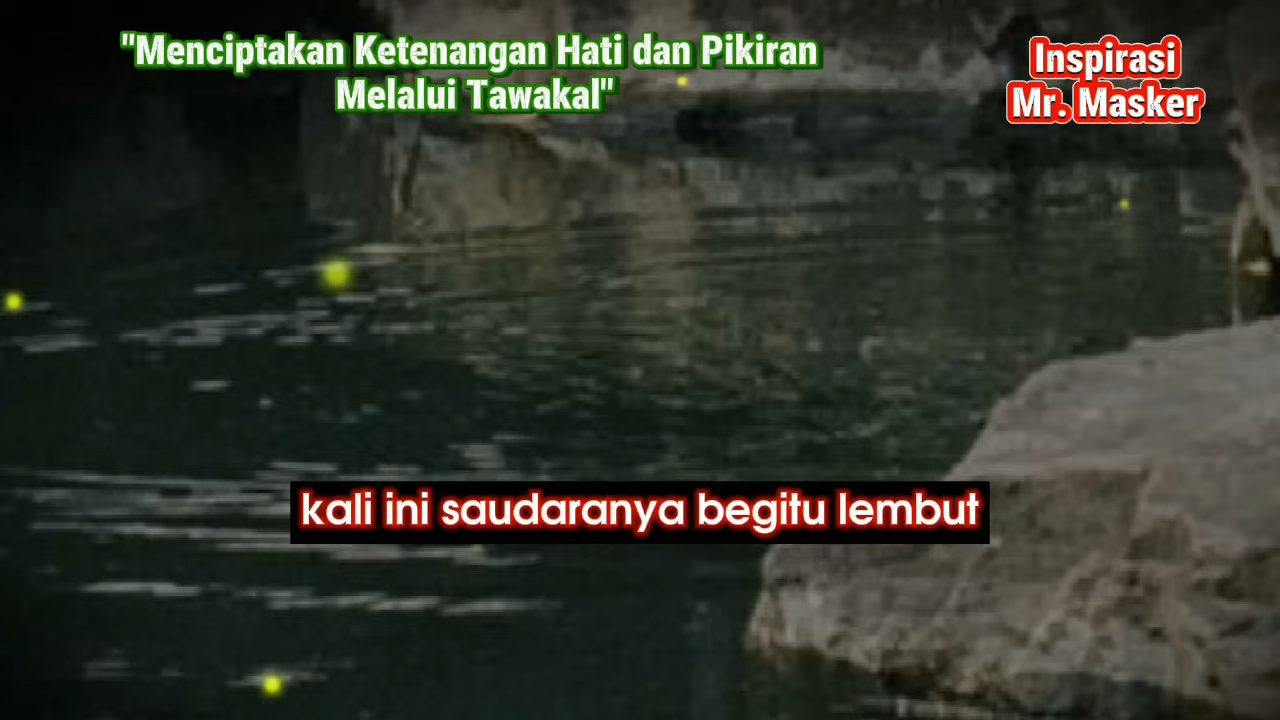 "Menciptakan Ketenangan Hati dan Pikiran
Melalui Tawakal"
Inspirasi
Mr. Masker
kali ini saudaranya begitu lembut